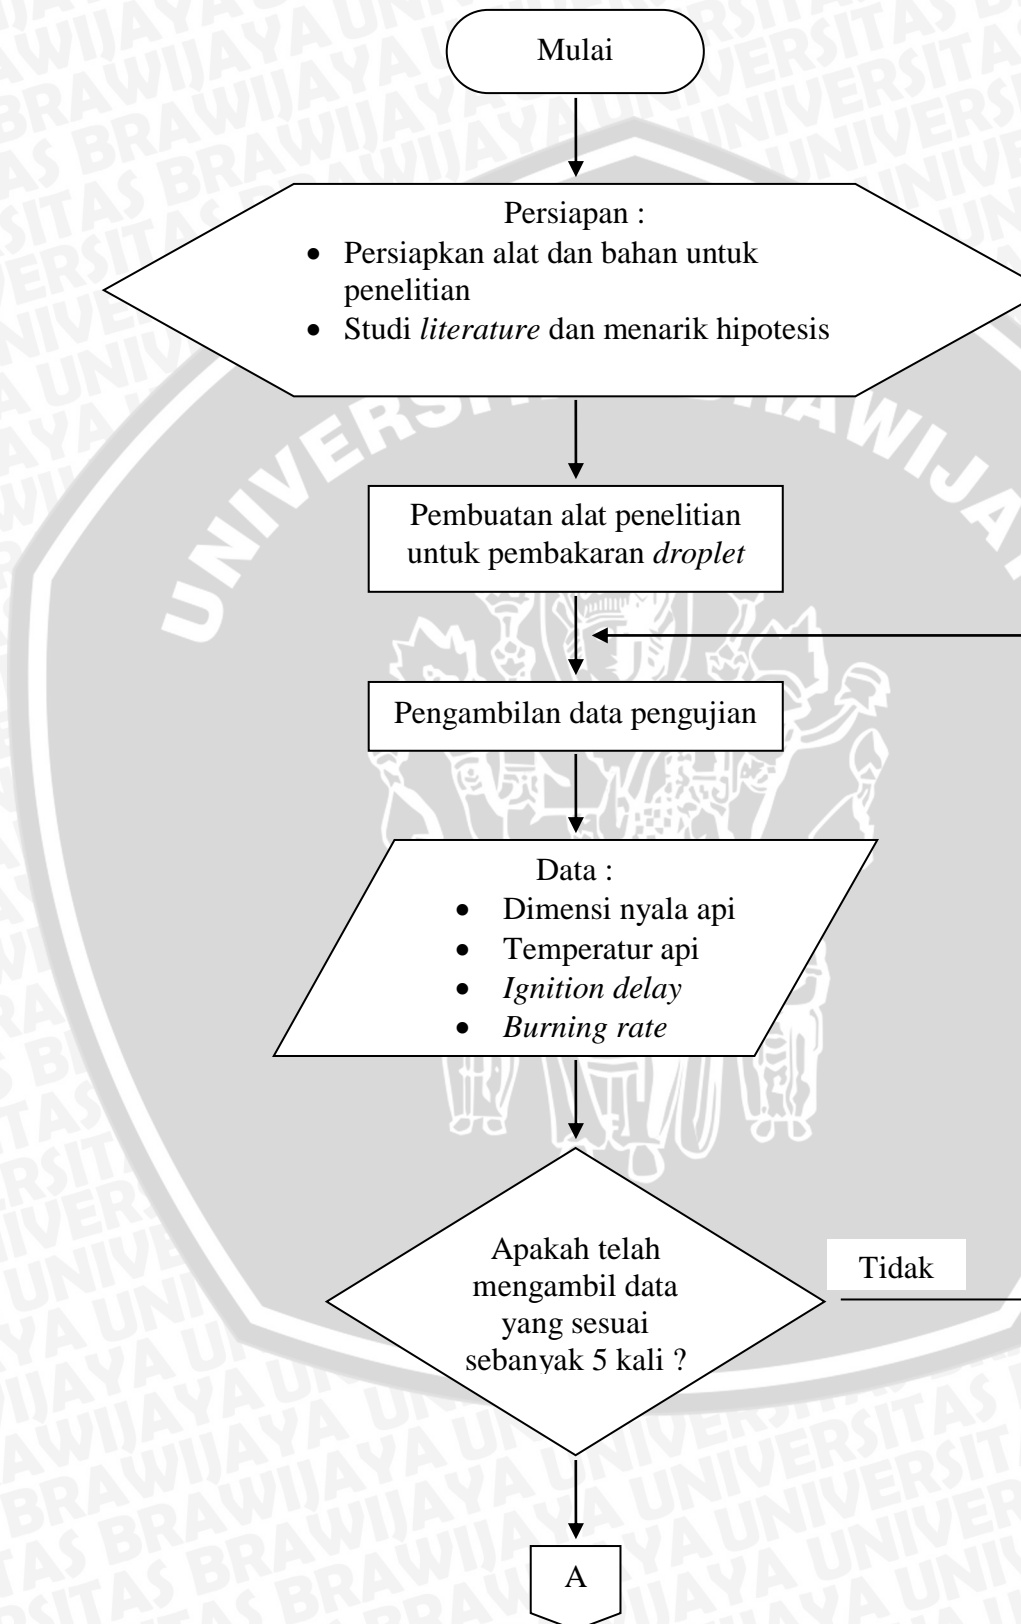 Mulai
Persiapan :
• Persiapkan alat dan bahan untuk
penelitian
• Studi literature dan menarik hipotesis
Pembuatan alat penelitian
untuk pembakaran droplet
Pengambilan data pengujian
Data :
• Dimensi nyala api
• Temperatur api
• Ignition delay
• Burning rate
Apakah telah
mengambil data
yang sesuai
sebanyak 5 kali ?
Tidak
A